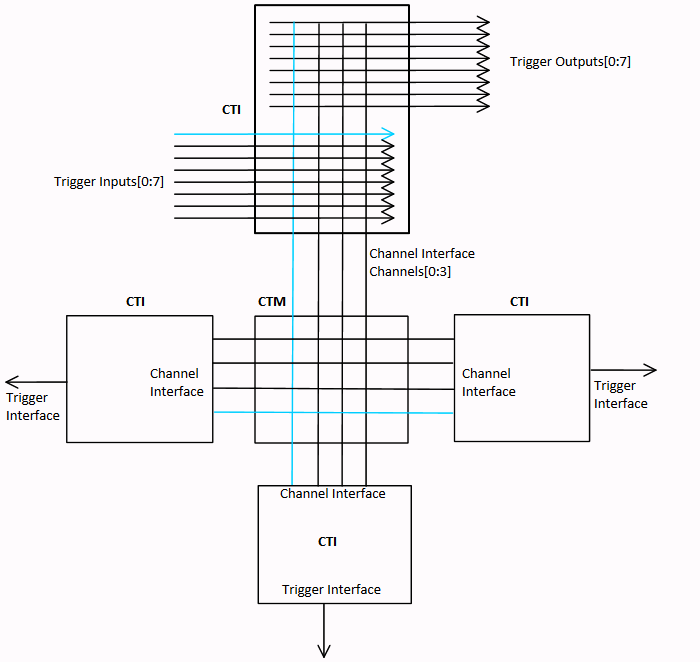 Trigger Outputs[0:7]
CTI
Trigger Inputs[0:7]
Channel Interface
Channels[0:3]
CTI
CTM
CTI
Channel
Interface
Channel
Interface
Trigger
Interface
Trigger
Interface
Channel Interface
CTI
Trigger Interface